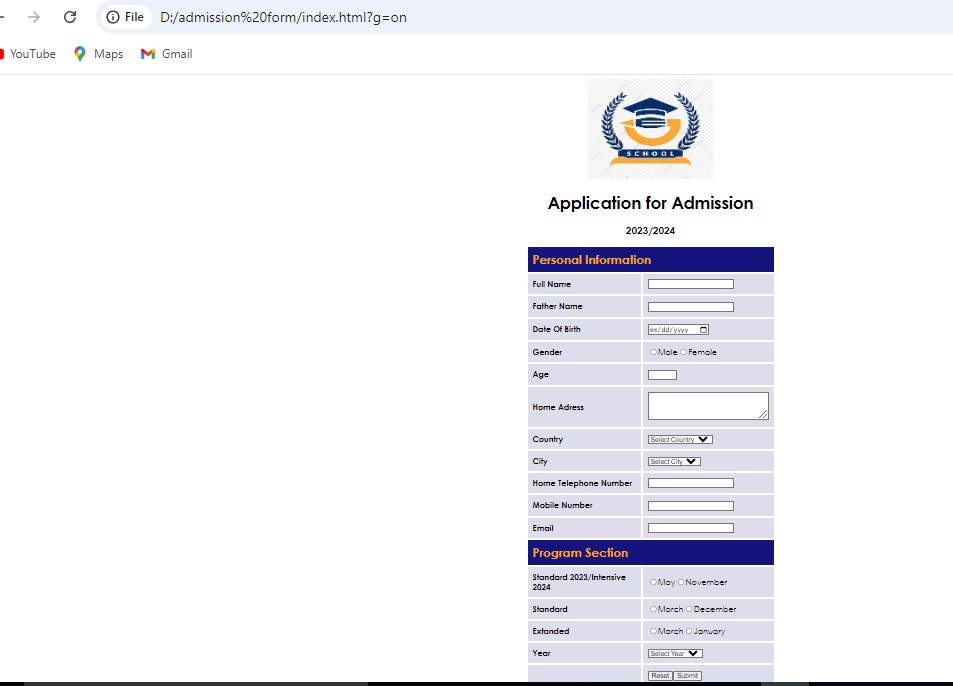 File D:/admission%20form/index.html?g=on
YouTube Maps Gmail
SCHOOL
Application for Admission
2023/2024
Personal Information
Full Name
Father Name
Date Of Birth mm/dd/yyyy
Gender Male Female
Age
Home Adress
Country Select Country
City Select City
Home Telephone Number
Mobile Number
Email
Program Section
Standard 2023/Intensive
2024 May November
Standard March December
Extanded March January
Year Select Year
Reset Submit